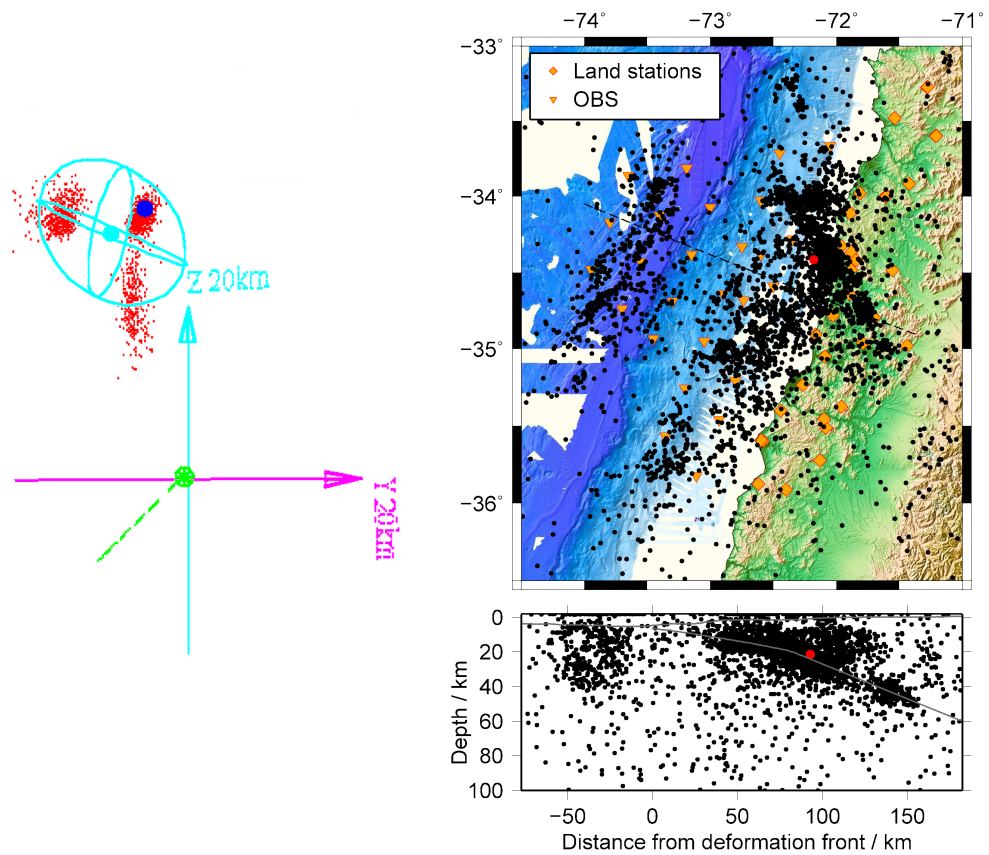 −74° −73° −72° −71°
−33°
Land stations
OBS
−34°
Z 20km
−35°
Y 20km
−36°
0
20
40
60
80
100
Depth / km
−50 0 50 100 150
Distance from deformation front / km